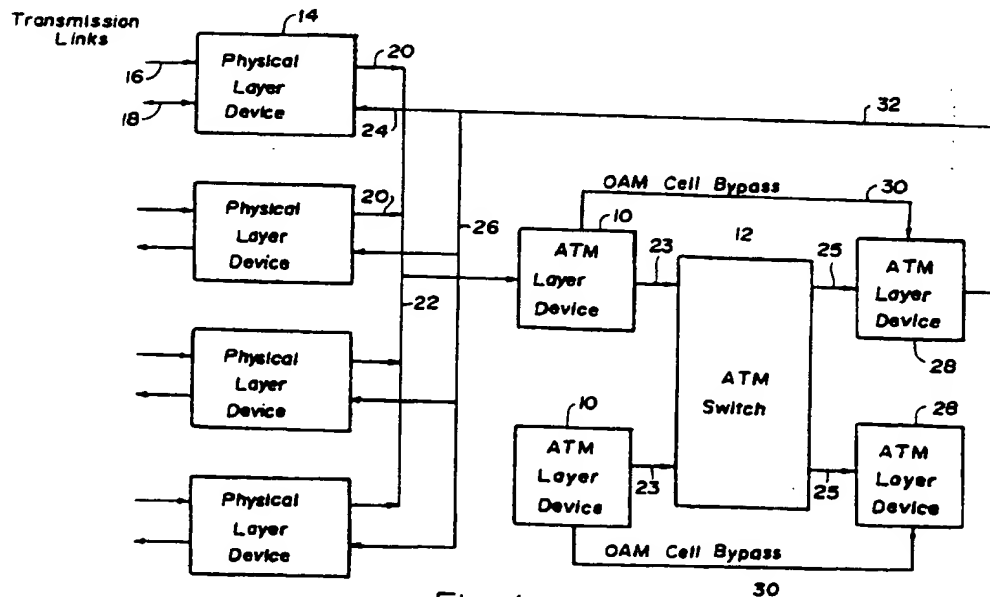 Transmission
Links
14
16
18
Physical
Layer
Device
20
24
32
Physical
Layer
Device
20
26
22
OAM Cell Bypass
30
10
ATM
Layer
Device
23
12
ATM
Switch
25
ATM
Layer
Device
28
Physical
Layer
Device
10
ATM
Layer
Device
23
25
28
ATM
Layer
Device
Physical
Layer
Device
OAM Cell Bypass
30